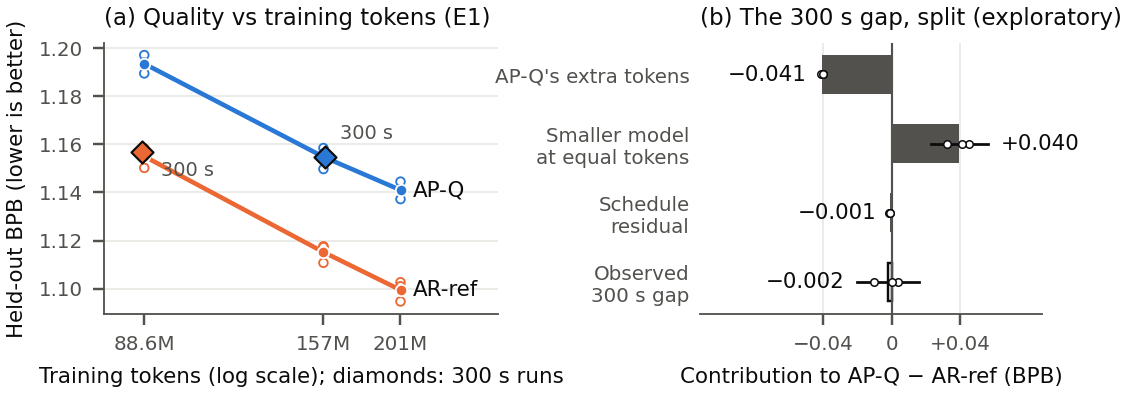 (a) Quality vs training tokens (E1)
Held-out BPB (lower is better)
1.20
1.18
1.16
1.14
1.12
1.10
300 s
300 s
AP-Q
AR-ref
88.6M
157M
201M
Training tokens (log scale); diamonds: 300 s runs
(b) The 300 s gap, split (exploratory)
AP-Q's extra tokens
−0.041
Smaller model
at equal tokens
+0.040
Schedule
residual
−0.001
Observed
300 s gap
−0.002
−0.04
0
+0.04
Contribution to AP-Q − AR-ref (BPB)